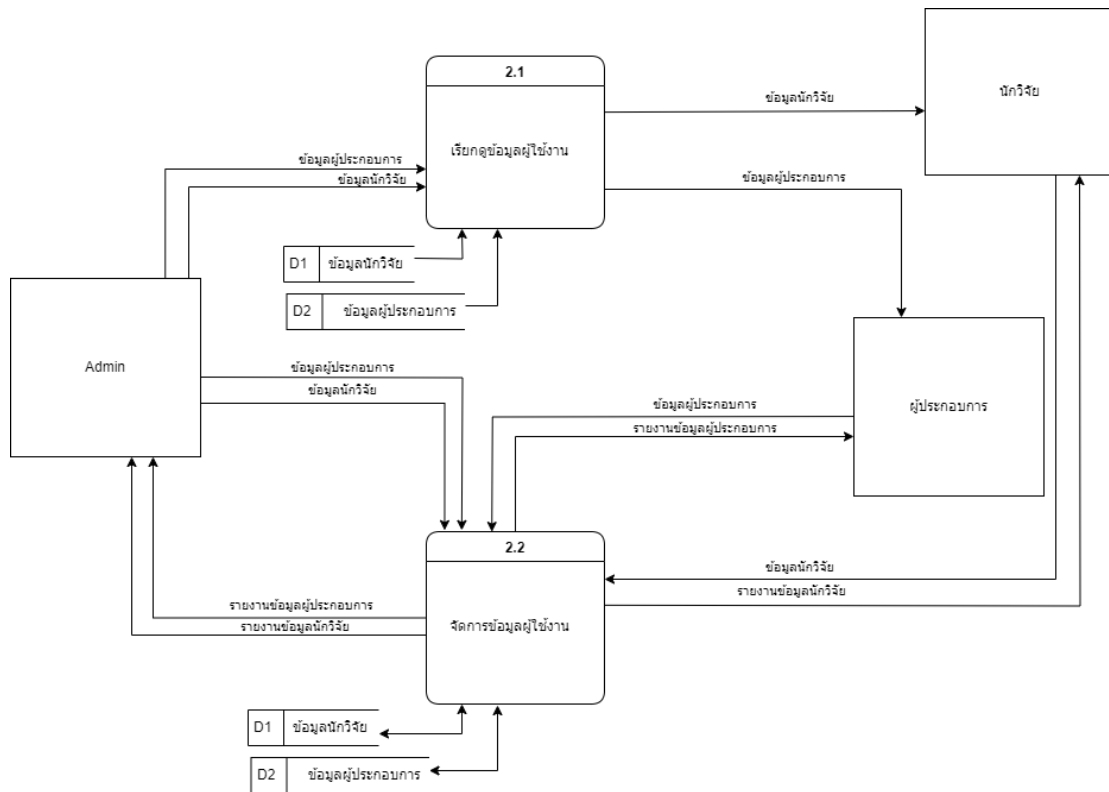 2.1
เรียกดูข้อมูลผู้ใช้งาน
นักวิจัย
ข้อมูลนักวิจัย
ข้อมูลผู้ประกอบการ
ข้อมูลนักวิจัย
ข้อมูลผู้ประกอบการ
D1 ข้อมูลนักวิจัย
D2 ข้อมูลผู้ประกอบการ
Admin
ข้อมูลผู้ประกอบการ
ข้อมูลนักวิจัย
ผู้ประกอบการ
ข้อมูลผู้ประกอบการ
รายงานข้อมูลผู้ประกอบการ
2.2
จัดการข้อมูลผู้ใช้งาน
ข้อมูลนักวิจัย
รายงานข้อมูลนักวิจัย
รายงานข้อมูลผู้ประกอบการ
รายงานข้อมูลนักวิจัย
D1 ข้อมูลนักวิจัย
D2 ข้อมูลผู้ประกอบการ